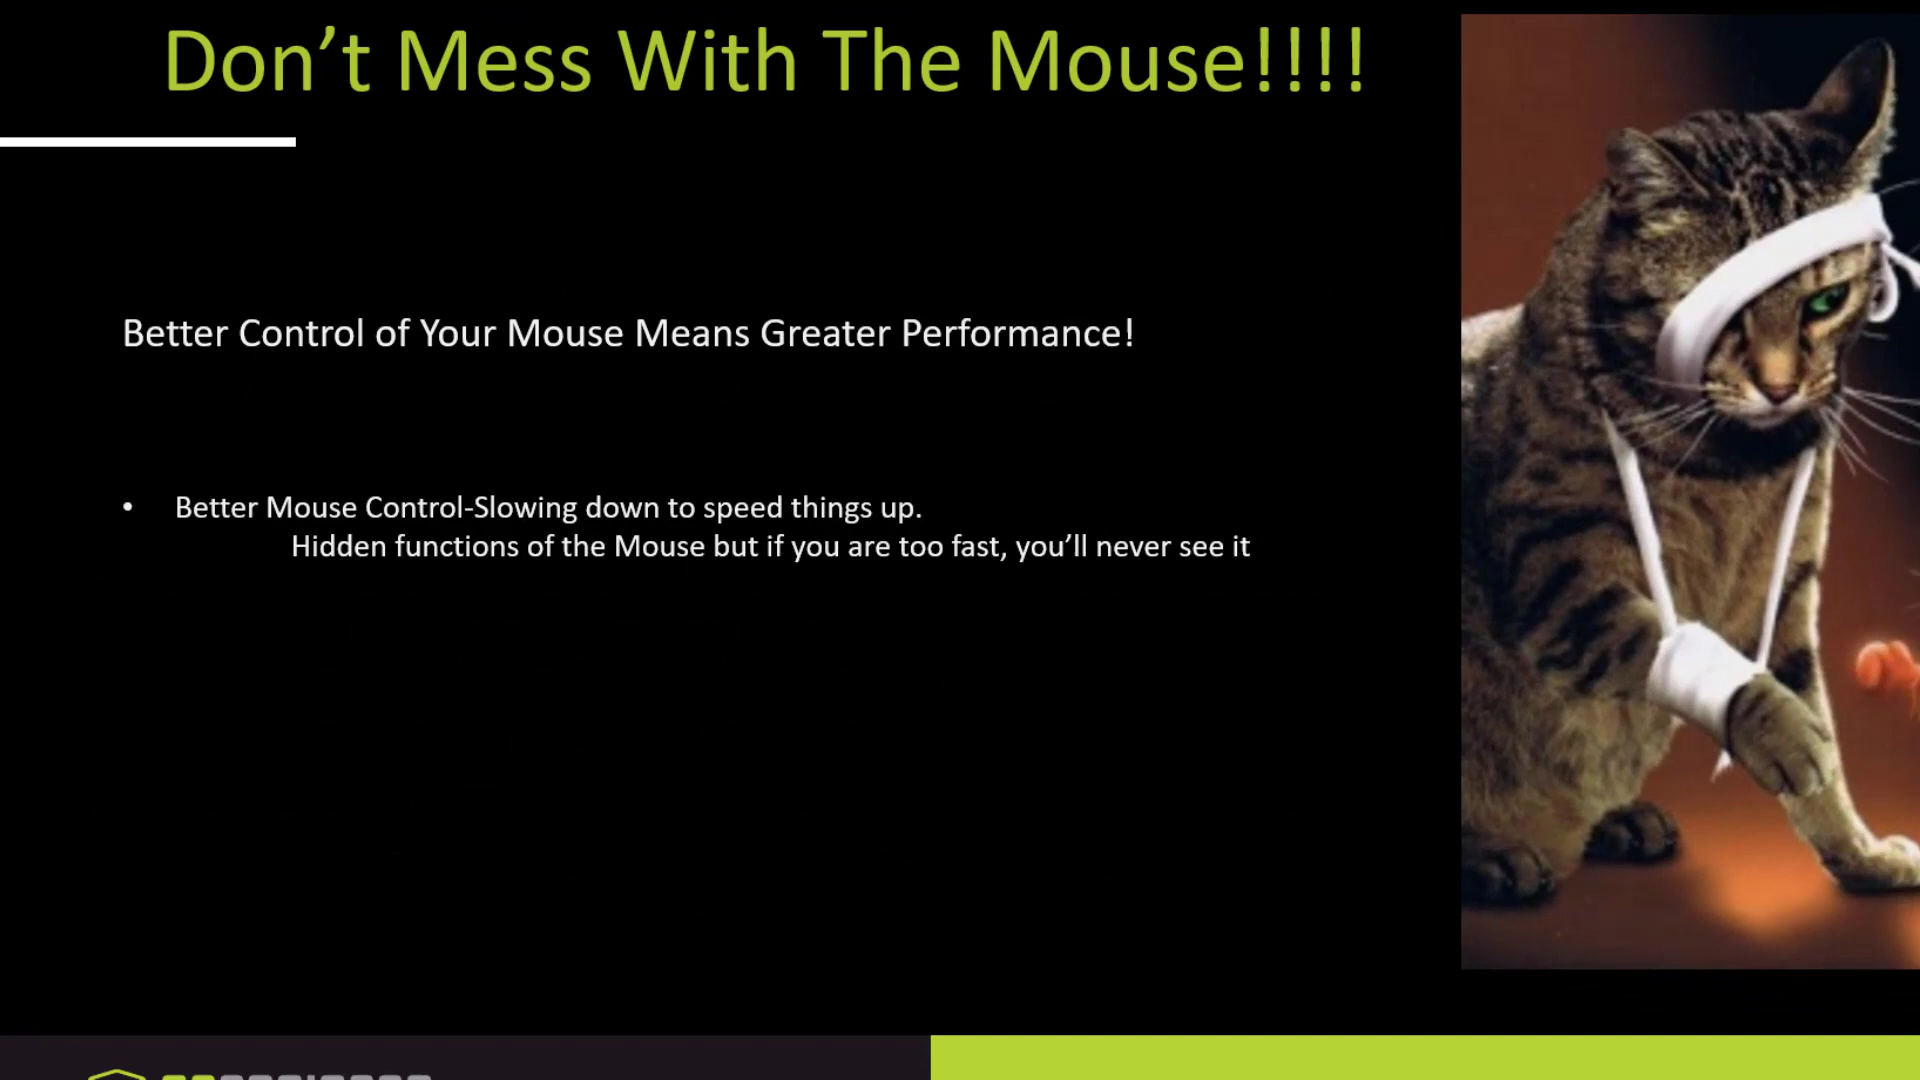 Don’t Mess With The Mouse!!!!
Better Control of Your Mouse Means Greater Performance!
• Better Mouse Control-Slowing down to speed things up.
Hidden functions of the Mouse but if you are too fast, you’ll never see it